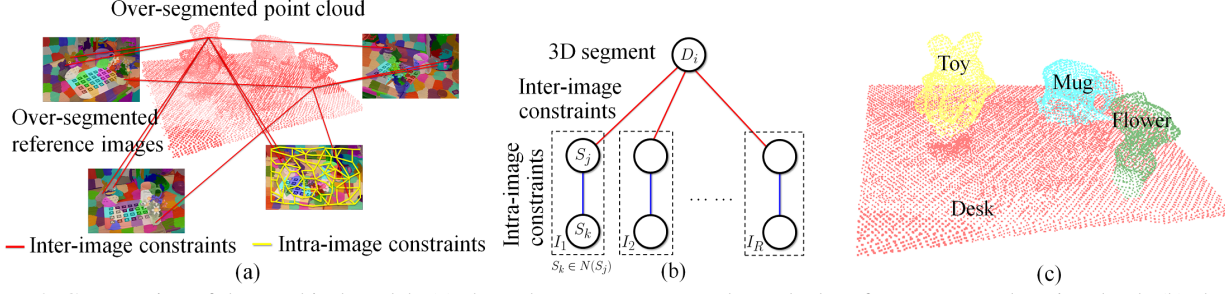 Over-segmented point cloud
Over-segmented
reference images
Inter-image constraints
Intra-image constraints
(a)
3D segment
D_i
Inter-image
constraints
Intra-image
constraints
S_j
S_k
I_1
I_2
... ...
I_R
S_k ∈ N(S_j)
(b)
Toy
Mug
Flower
Desk
(c)